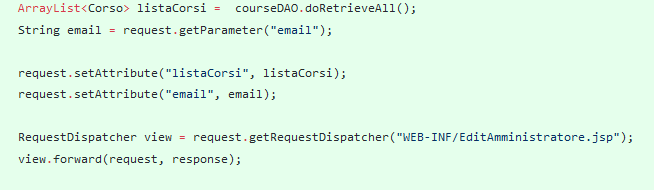 ArrayList<Corso> listaCorsi =  courseDAO.doRetrieveAll();
String email = request.getParameter("email");
request.setAttribute("listaCorsi", listaCorsi);
request.setAttribute("email", email);
RequestDispatcher view = request.getRequestDispatcher("WEB-INF/EditAmministratore.jsp");
view.forward(request, response);